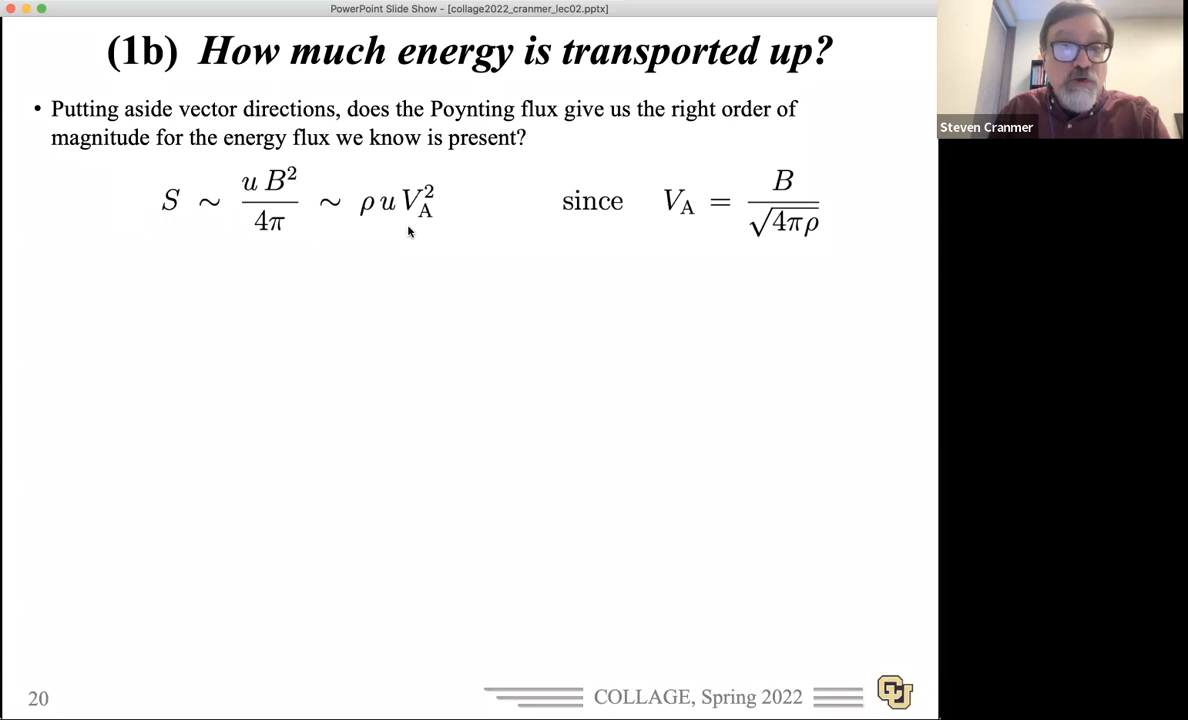 PowerPoint Slide Show - [collage2022_cranmer_lec02.pptx]
(1b) How much energy is transported up?
• Putting aside vector directions, does the Poynting flux give us the right order of
magnitude for the energy flux we know is present?
S ~ u B² / 4π ~ ρ u V_A² since V_A = B / √(4πρ)
Steven Cranmer
20
COLLAGE, Spring 2022
CU